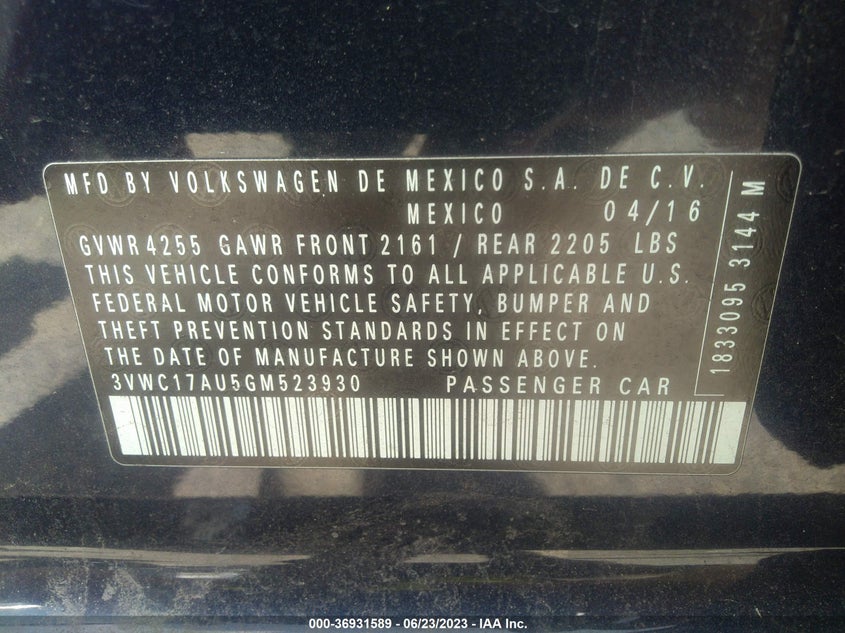 MFD BY VOLKSWAGEN DE MEXICO S.A. DE C.V.
MEXICO 04/16
GVWR 4255 GAWR FRONT 2161 / REAR 2205 LBS
THIS VEHICLE CONFORMS TO ALL APPLICABLE U.S.
FEDERAL MOTOR VEHICLE SAFETY, BUMPER AND
THEFT PREVENTION STANDARDS IN EFFECT ON
THE DATE OF MANUFACTURE SHOWN ABOVE.
3VWC17AU5GM523930 PASSENGER CAR
1833095 3144 M
000-36931589 - 06/23/2023 - IAA Inc.